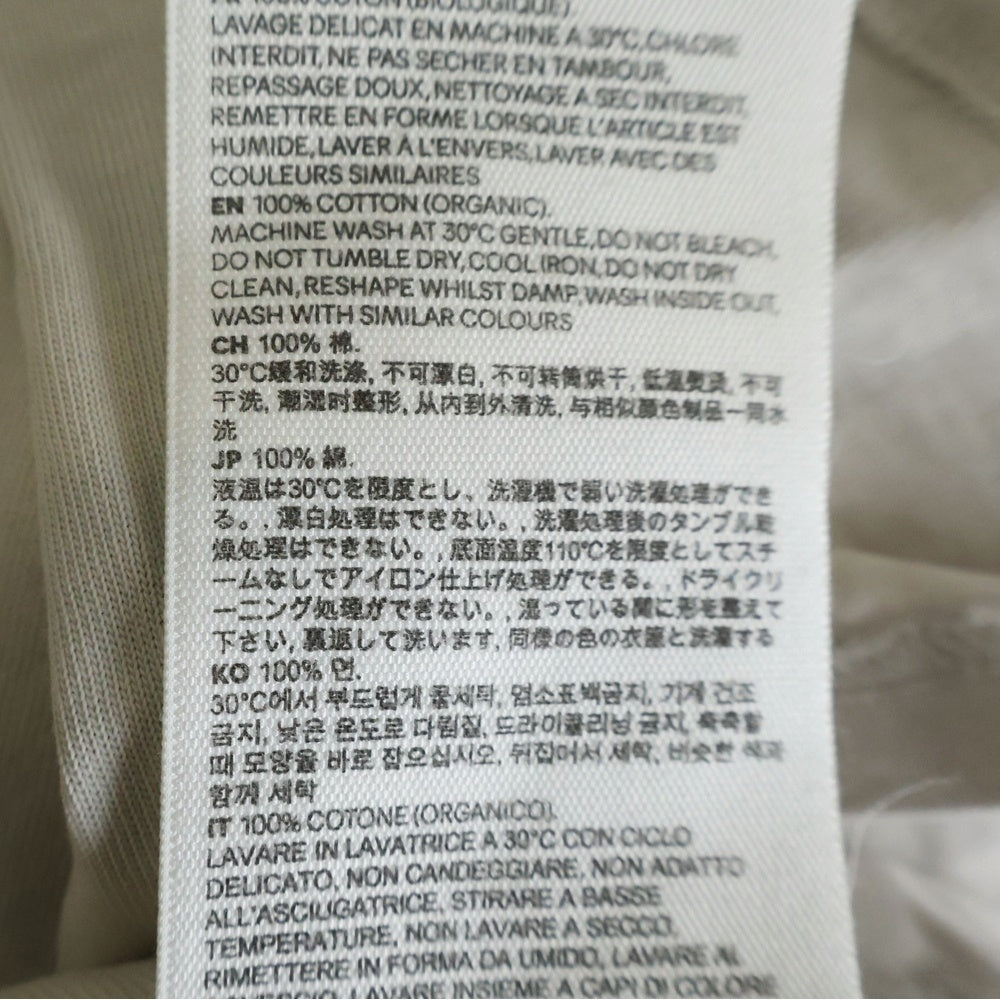 100% COTON (BIOLOGIQUE)
LAVAGE DELICAT EN MACHINE A 30°C, CHLORE
INTERDIT, NE PAS SECHER EN TAMBOUR,
REPASSAGE DOUX, NETTOYAGE A SEC INTERDIT,
REMETTRE EN FORME LORSQUE L'ARTICLE EST
HUMIDE, LAVER À L'ENVERS, LAVER AVEC DES
COULEURS SIMILAIRES
EN 100% COTTON (ORGANIC).
MACHINE WASH AT 30°C GENTLE, DO NOT BLEACH,
DO NOT TUMBLE DRY, COOL IRON, DO NOT DRY
CLEAN, RESHAPE WHILST DAMP, WASH INSIDE OUT,
WASH WITH SIMILAR COLOURS
CH 100% 棉.
30°C缓和洗涤, 不可漂白, 不可转筒烘干, 低温熨烫, 不可
干洗, 潮湿时整形, 从内到外清洗, 与相似颜色制品一同水
洗
JP 100% 綿.
液温は30℃を限度とし、洗濯機で弱い洗濯処理ができ
る。, 漂白処理はできない。, 洗濯処理後のタンブル乾
燥処理はできない。, 底面温度110℃を限度としてスチ
ームなしでアイロン仕上げ処理ができる。, ドライクリ
ーニング処理ができない。, 湿っている間に形を整えて
下さい, 裏返して洗います, 同様の色の衣服と洗濯する
KO 100% 면.
30°C에서 부드럽게 물세탁, 염소표백금지, 기계 건조
금지, 낮은 온도로 다림질, 드라이클리닝 금지, 축축할
때 모양을 바로 잡으십시오, 뒤집어서 세탁, 비슷한 색과
함께 세탁
IT 100% COTONE (ORGANICO).
LAVARE IN LAVATRICE A 30°C CON CICLO
DELICATO, NON CANDEGGIARE, NON ADATTO
ALL'ASCIUGATRICE, STIRARE A BASSE
TEMPERATURE, NON LAVARE A SECCO,
RIMETTERE IN FORMA DA UMIDO, LAVARE AL
LAVARE INSIEME A CAPI DI COLORE